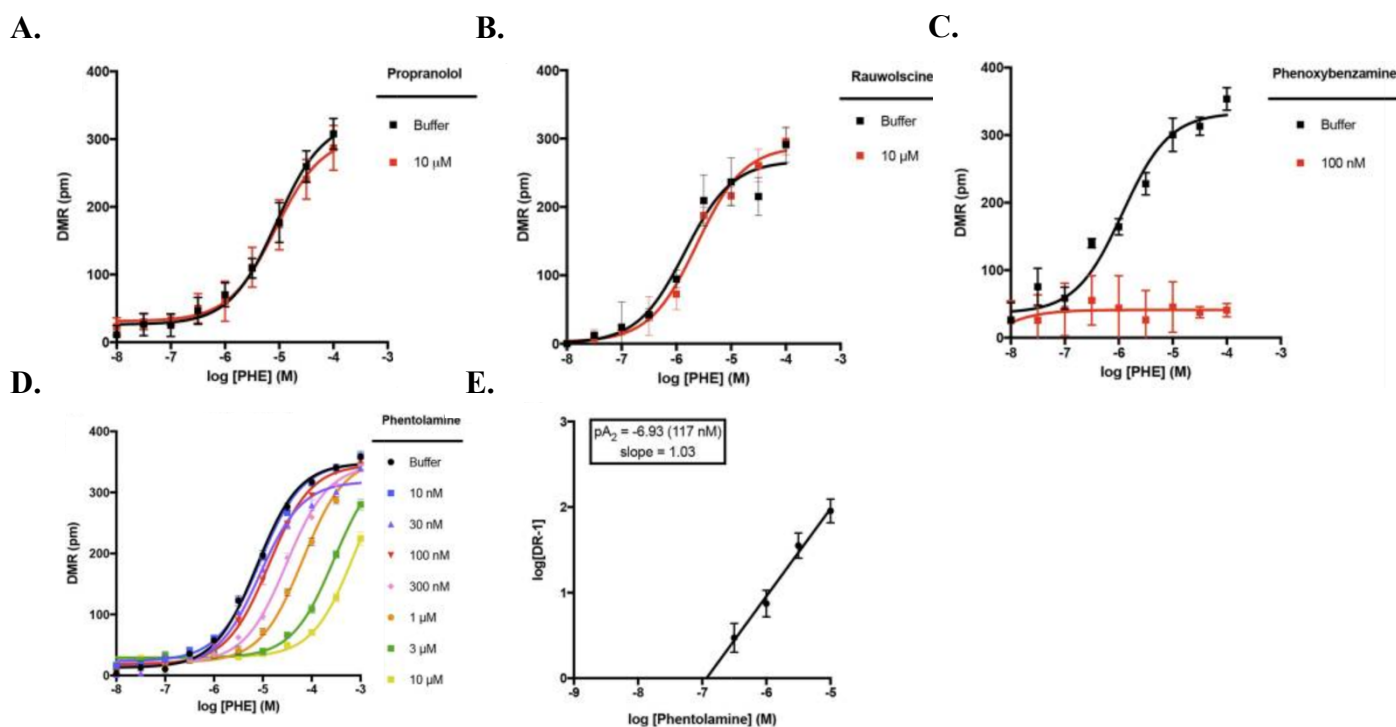 A.
Propranolol
Buffer
10 μM
DMR (pm)
400
300
200
100
0
-8
-7
-6
-5
-4
-3
log [PHE] (M)
B.
Rauwolscine
Buffer
10 μM
DMR (pm)
400
300
200
100
0
-8
-7
-6
-5
-4
-3
log [PHE] (M)
C.
Phenoxybenzamine
Buffer
100 nM
DMR (pm)
400
300
200
100
0
-8
-7
-6
-5
-4
-3
log [PHE] (M)
D.
Phentolamine
Buffer
10 nM
30 nM
100 nM
300 nM
1 μM
3 μM
10 μM
DMR (pm)
400
300
200
100
0
-8
-7
-6
-5
-4
-3
log [PHE] (M)
E.
pA2 = -6.93 (117 nM)
slope = 1.03
log[DR-1]
3
2
1
0
-9
-8
-7
-6
-5
log [Phentolamine] (M)